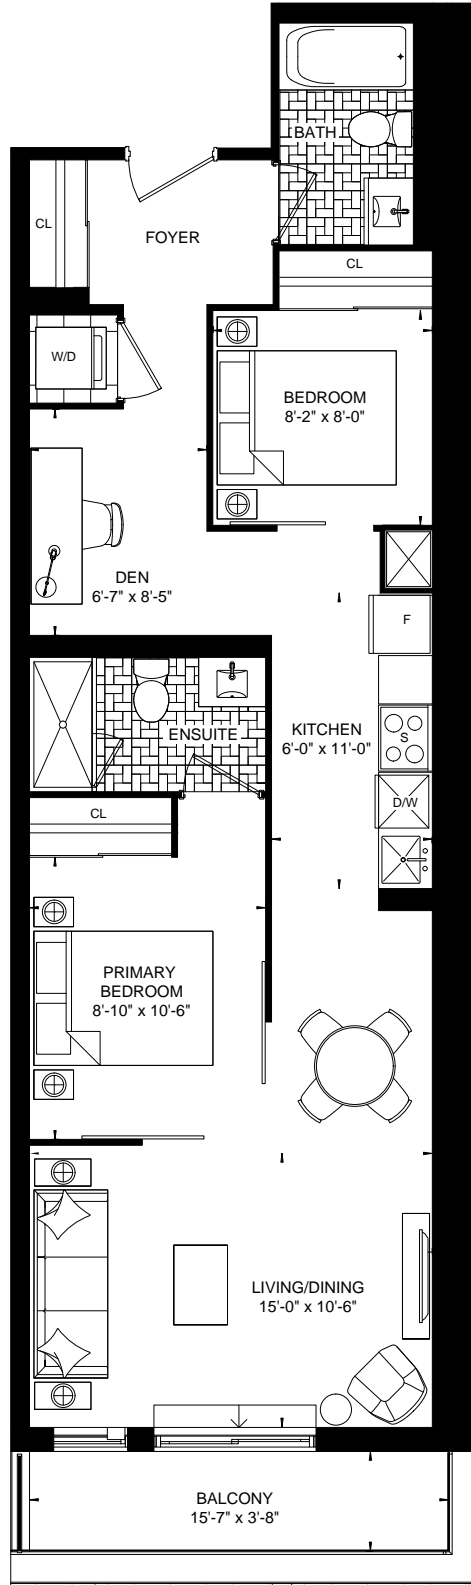 BATH
CL
FOYER
CL
W/D
BEDROOM
8'-2" x 8'-0"
DEN
6'-7" x 8'-5"
F
ENSUITE
KITCHEN
6'-0" x 11'-0"
S
D/W
CL
PRIMARY
BEDROOM
8'-10" x 10'-6"
LIVING/DINING
15'-0" x 10'-6"
BALCONY
15'-7" x 3'-8"